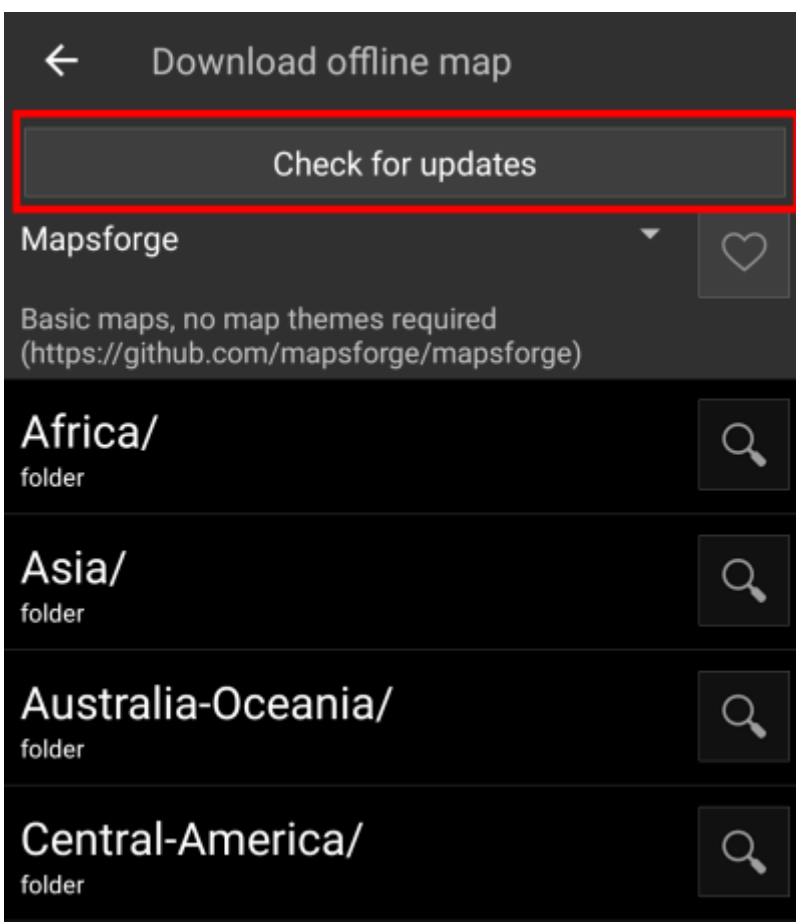 Download offline map
Check for updates
Mapsforge
Basic maps, no map themes required
(https://github.com/mapsforge/mapsforge)
Africa/
folder
Asia/
folder
Australia-Oceania/
folder
Central-America/
folder